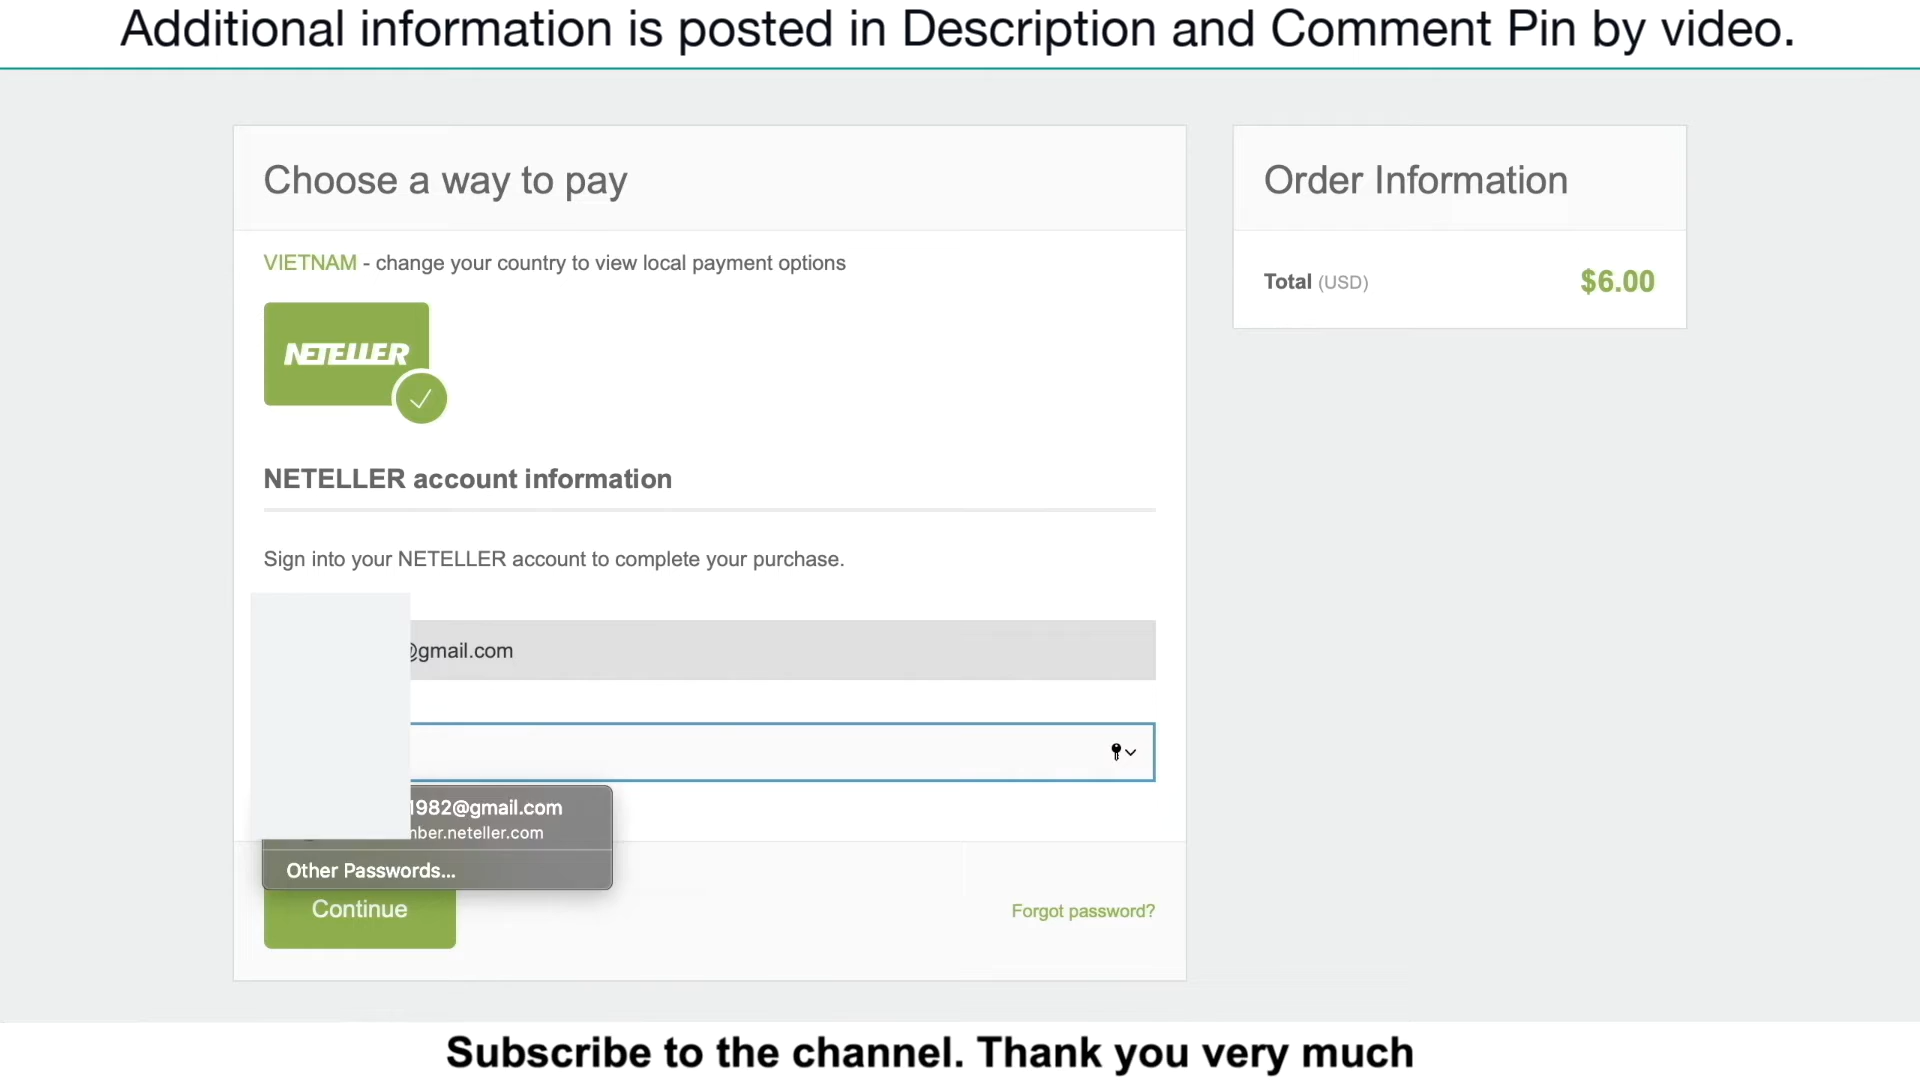 Additional information is posted in Description and Comment Pin by video.
Choose a way to pay
VIETNAM - change your country to view local payment options
NETELLER
NETELLER account information
Sign into your NETELLER account to complete your purchase.
@gmail.com
1982@gmail.com
ber.neteller.com
Other Passwords...
Continue
Forgot password?
Order Information
Total (USD) $6.00
Subscribe to the channel. Thank you very much